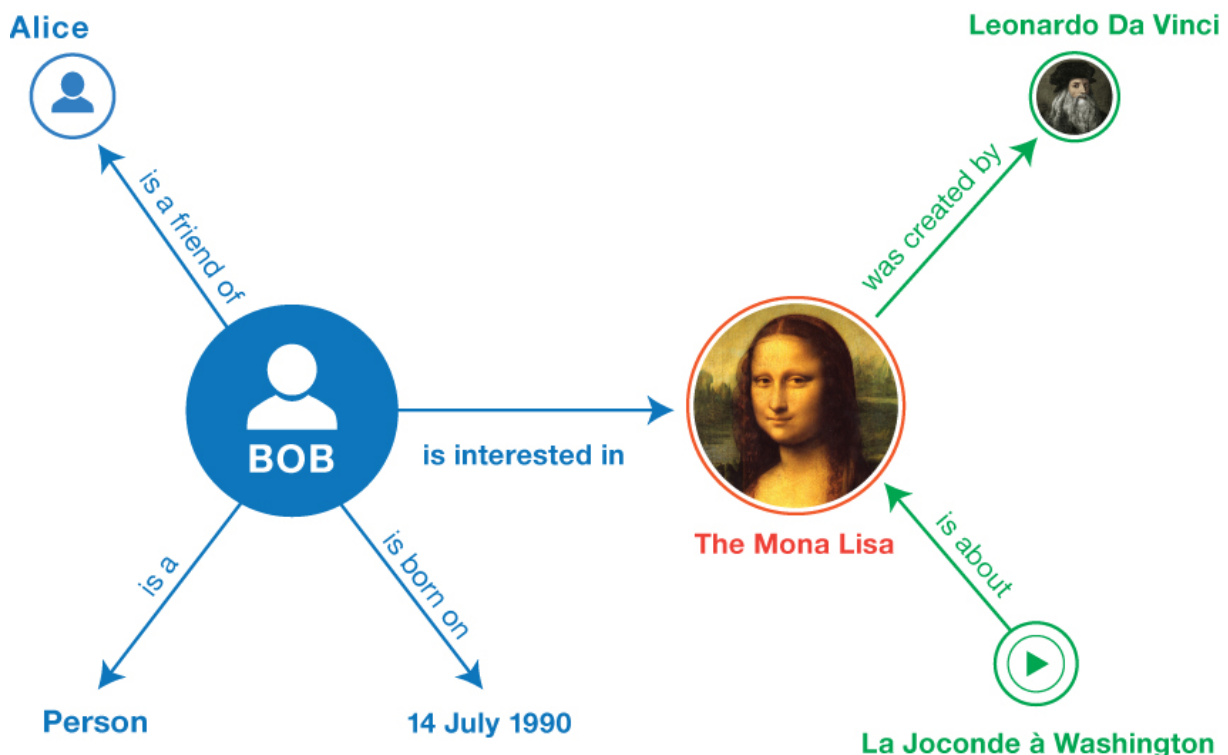 Alice
Leonardo Da Vinci
is a friend of
was created by
BOB
is interested in
The Mona Lisa
is a
is born on
is about
Person
14 July 1990
La Joconde à Washington